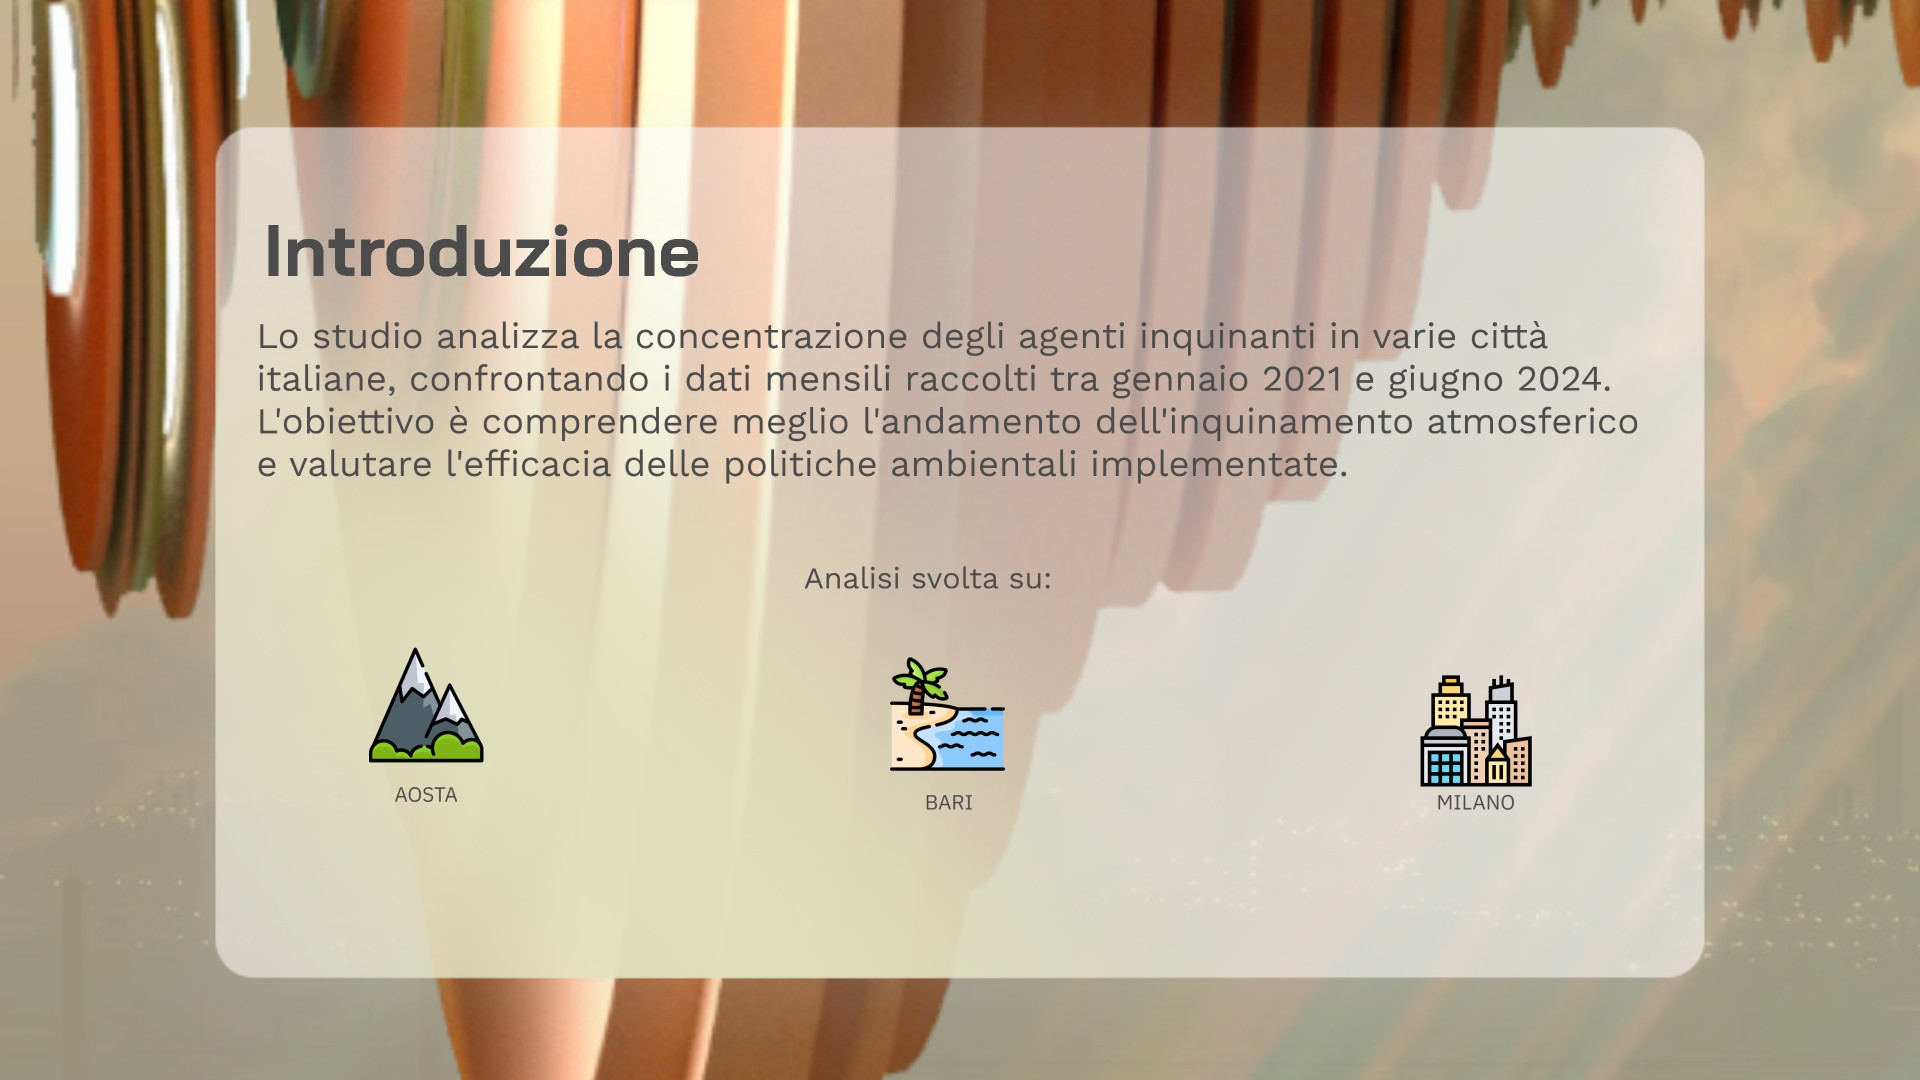 Introduzione
Lo studio analizza la concentrazione degli agenti inquinanti in varie città
italiane, confrontando i dati mensili raccolti tra gennaio 2021 e giugno 2024.
L'obiettivo è comprendere meglio l'andamento dell'inquinamento atmosferico
e valutare l'efficacia delle politiche ambientali implementate.
Analisi svolta su:
AOSTA
BARI
MILANO